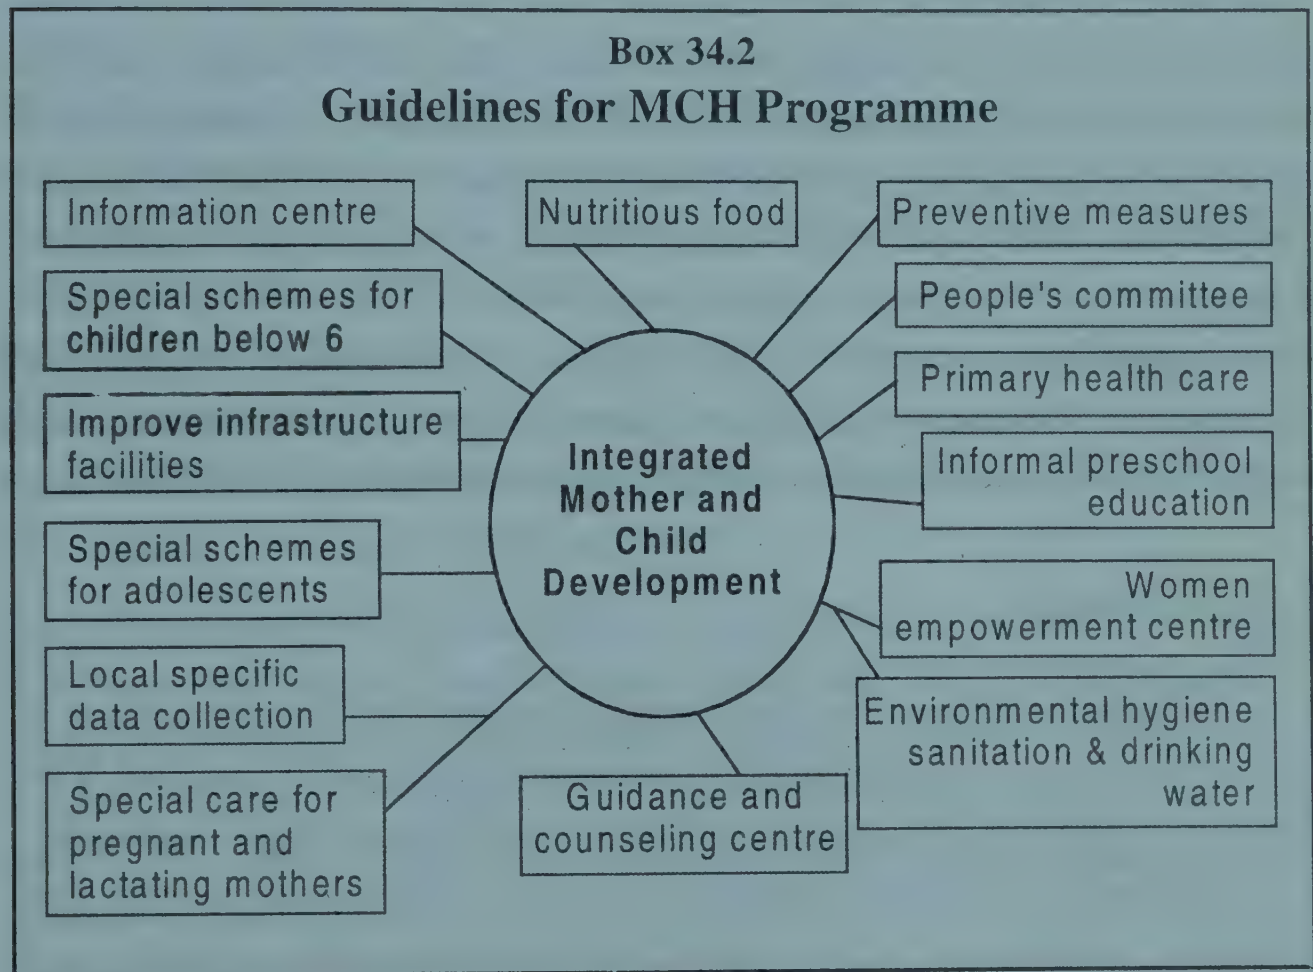 Box 34.2
Guidelines for MCH Programme
Information centre
Special schemes for
children below 6
Improve infrastructure
facilities
Special schemes
for adolescents
Local specific
data collection
Special care for
pregnant and
lactating mothers
Nutritious food
Integrated
Mother and
Child
Development
Guidance and
counseling centre
Preventive measures
People's committee
Primary health care
Informal preschool
education
Women
empowerment centre
Environmental hygiene
sanitation & drinking
water